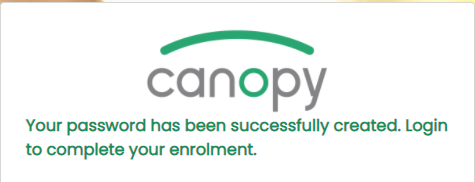 canopy
Your password has been successfully created. Login
to complete your enrolment.